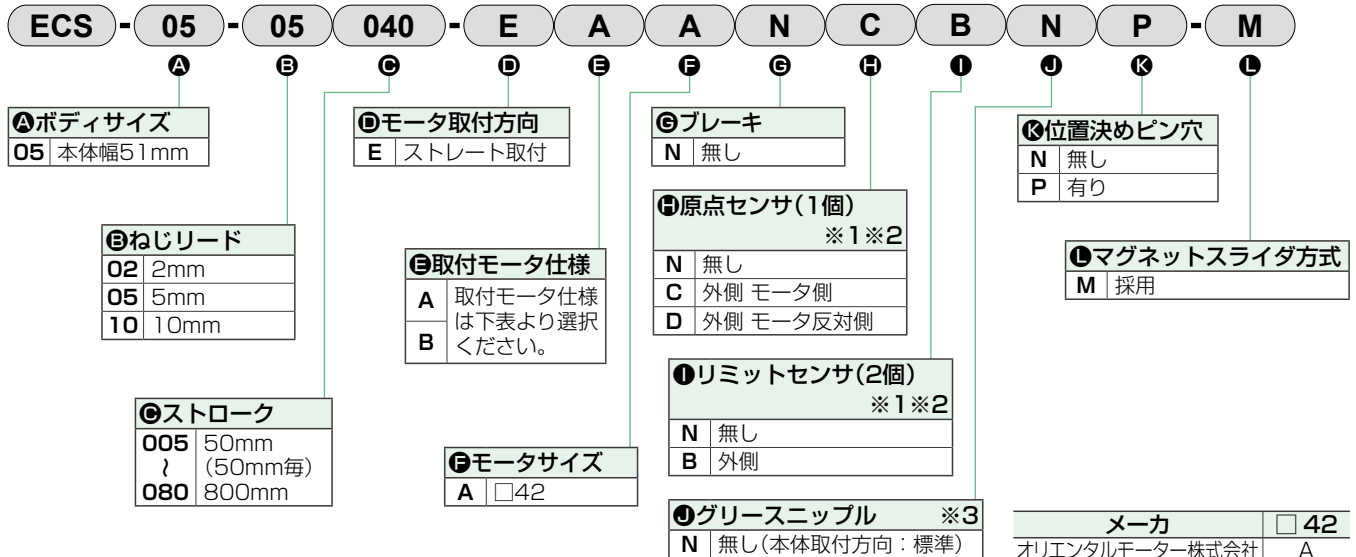 ECS - 05 - 05 040 - E A A N C B N P - M
A B C D E F G H I J K L
Aボディサイズ
05 本体幅51mm
Bねじリード
02 2mm
05 5mm
10 10mm
Cストローク
005 50mm
〜 (50mm毎)
080 800mm
Dモータ取付方向
E ストレート取付
E取付モータ仕様
A 取付モータ仕様
は下表より選択
B ください。
Fモータサイズ
A □42
Gブレーキ
N 無し
H原点センサ(1個)
※1※2
N 無し
C 外側 モータ側
D 外側 モータ反対側
Iリミットセンサ(2個)
※1※2
N 無し
B 外側
Jグリースニップル ※3
N 無し(本体取付方向:標準)
K位置決めピン穴
N 無し
P 有り
Lマグネットスライダ方式
M 採用
メーカ □42
オリエンタルモーター株式会社 A